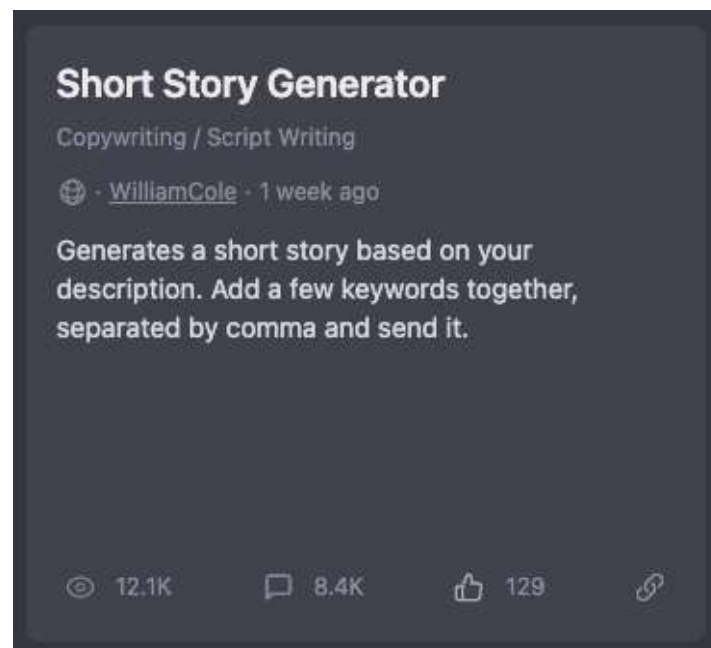 Short Story Generator
Copywriting / Script Writing
· WilliamCole · 1 week ago
Generates a short story based on your
description. Add a few keywords together,
separated by comma and send it.
12.1K 8.4K 129